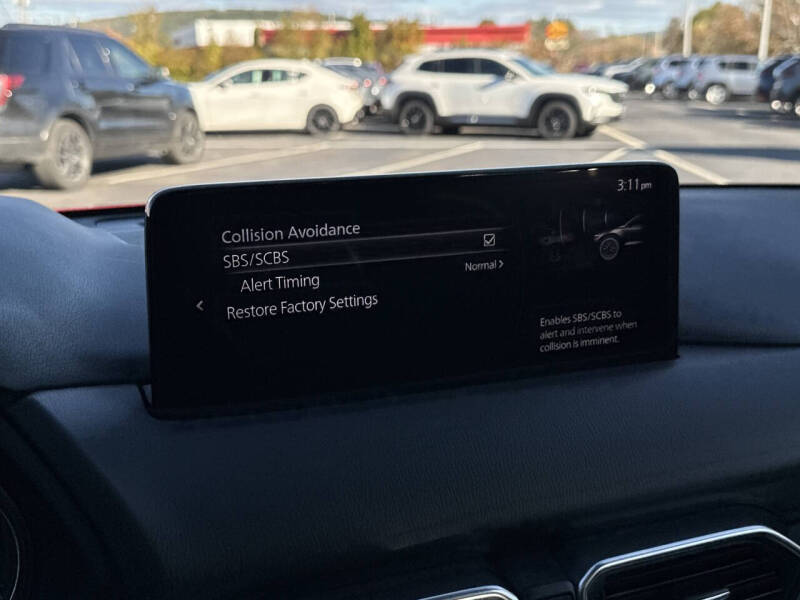 3:11 pm
Collision Avoidance
SBS/SCBS
Alert Timing
Normal >
Restore Factory Settings
<
Enables SBS/SCBS to
alert and intervene when
collision is imminent.